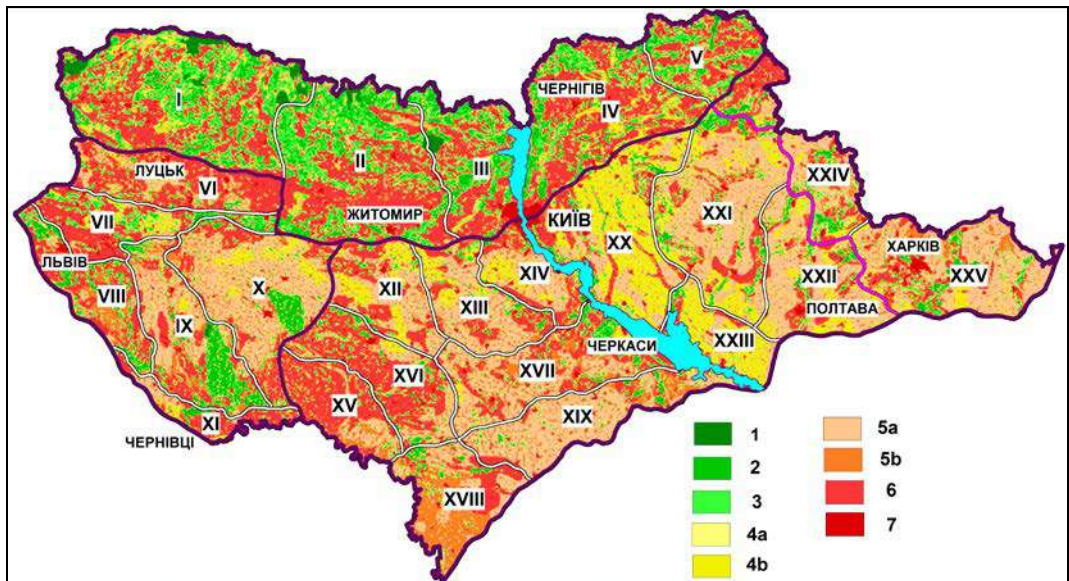 V
ЧЕРНІГІВ
I
IV
II
III
ЛУЦЬК
VI
XXIV
ЖИТОМИР
XXI
VII
КИЇВ
ХАРКІВ
ЛЬВІВ
XX
XII
XIV
XXII
XXV
VIII
X
XIII
ПОЛТАВА
IX
ЧЕРКАСИ
XXIII
XVI
XVII
XV
XIX
XI
ЧЕРНІВЦІ
XVIII
1
2
3
4a
4b
5a
5b
6
7